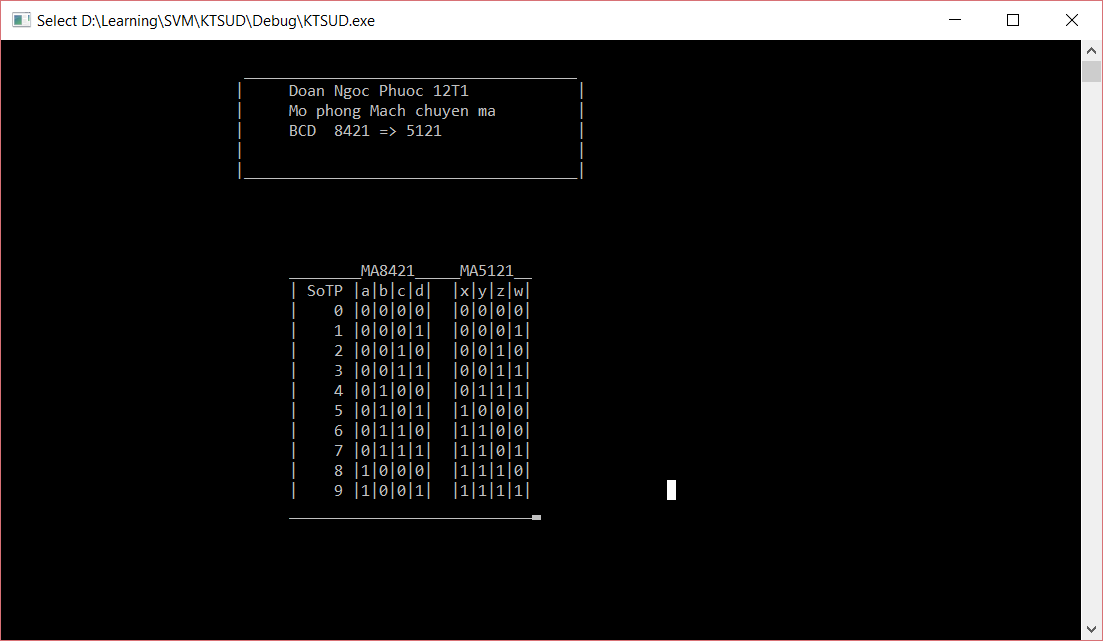 Select D:\Learning\SVM\KTSUD\Debug\KTSUD.exe
Doan Ngoc Phuoc 12T1
Mo phong Mach chuyen ma
BCD  8421 => 5121
________MA8421_____MA5121__
| SoTP |a|b|c|d|  |x|y|z|w|
|    0 |0|0|0|0|  |0|0|0|0|
|    1 |0|0|0|1|  |0|0|0|1|
|    2 |0|0|1|0|  |0|0|1|0|
|    3 |0|0|1|1|  |0|0|1|1|
|    4 |0|1|0|0|  |0|1|1|1|
|    5 |0|1|0|1|  |1|0|0|0|
|    6 |0|1|1|0|  |1|1|0|0|
|    7 |0|1|1|1|  |1|1|0|1|
|    8 |1|0|0|0|  |1|1|1|0|
|    9 |1|0|0|1|  |1|1|1|1|